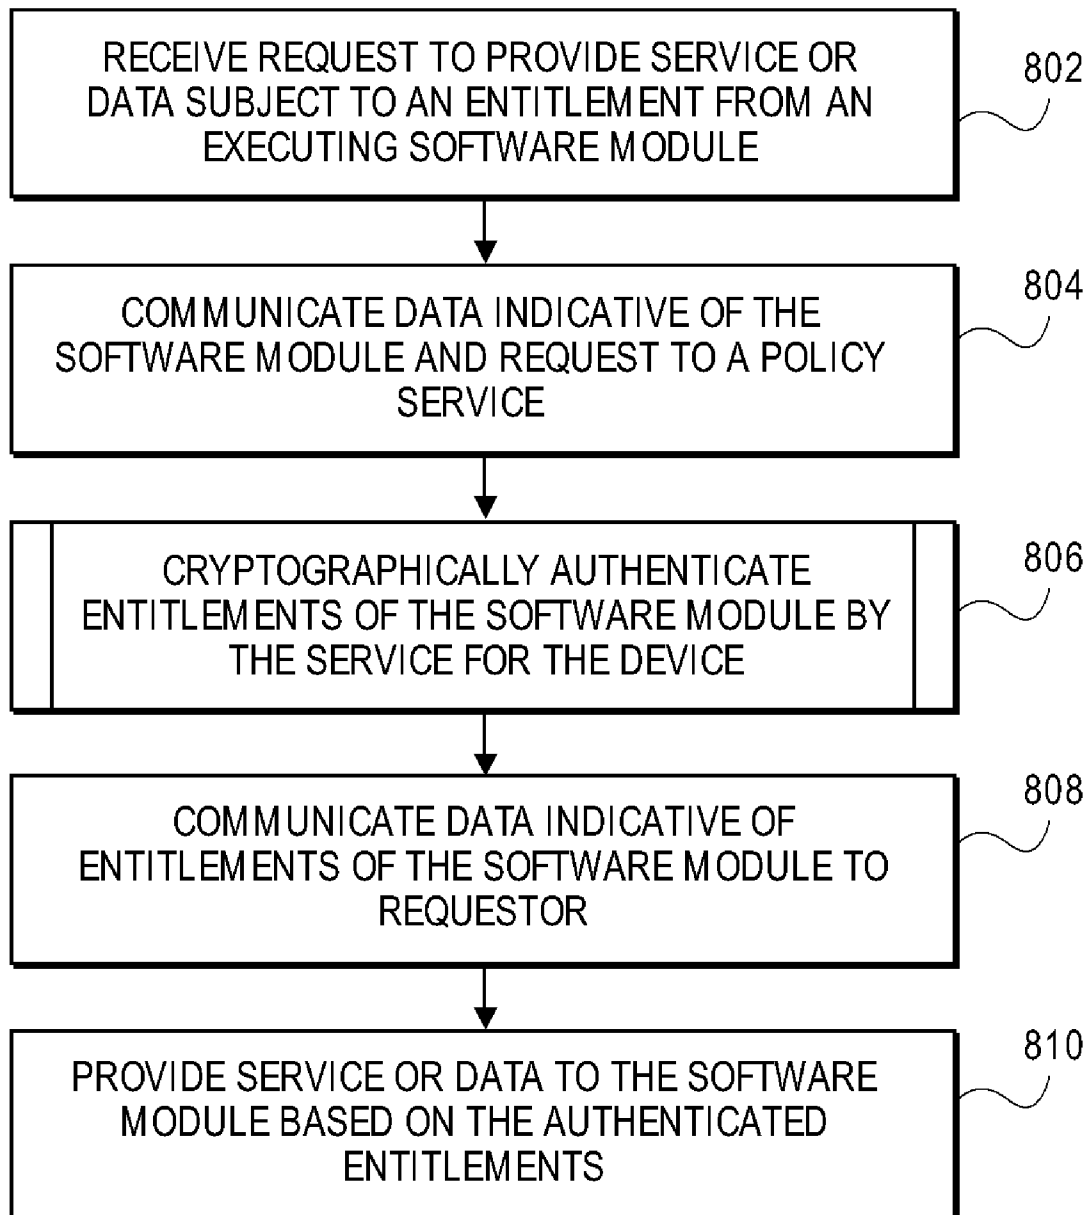 RECEIVE REQUEST TO PROVIDE SERVICE OR
DATA SUBJECT TO AN ENTITLEMENT FROM AN
EXECUTING SOFTWARE MODULE
802
COMMUNICATE DATA INDICATIVE OF THE
SOFTWARE MODULE AND REQUEST TO A POLICY
SERVICE
804
CRYPTOGRAPHICALLY AUTHENTICATE
ENTITLEMENTS OF THE SOFTWARE MODULE BY
THE SERVICE FOR THE DEVICE
806
COMMUNICATE DATA INDICATIVE OF
ENTITLEMENTS OF THE SOFTWARE MODULE TO
REQUESTOR
808
PROVIDE SERVICE OR DATA TO THE SOFTWARE
MODULE BASED ON THE AUTHENTICATED
ENTITLEMENTS
810